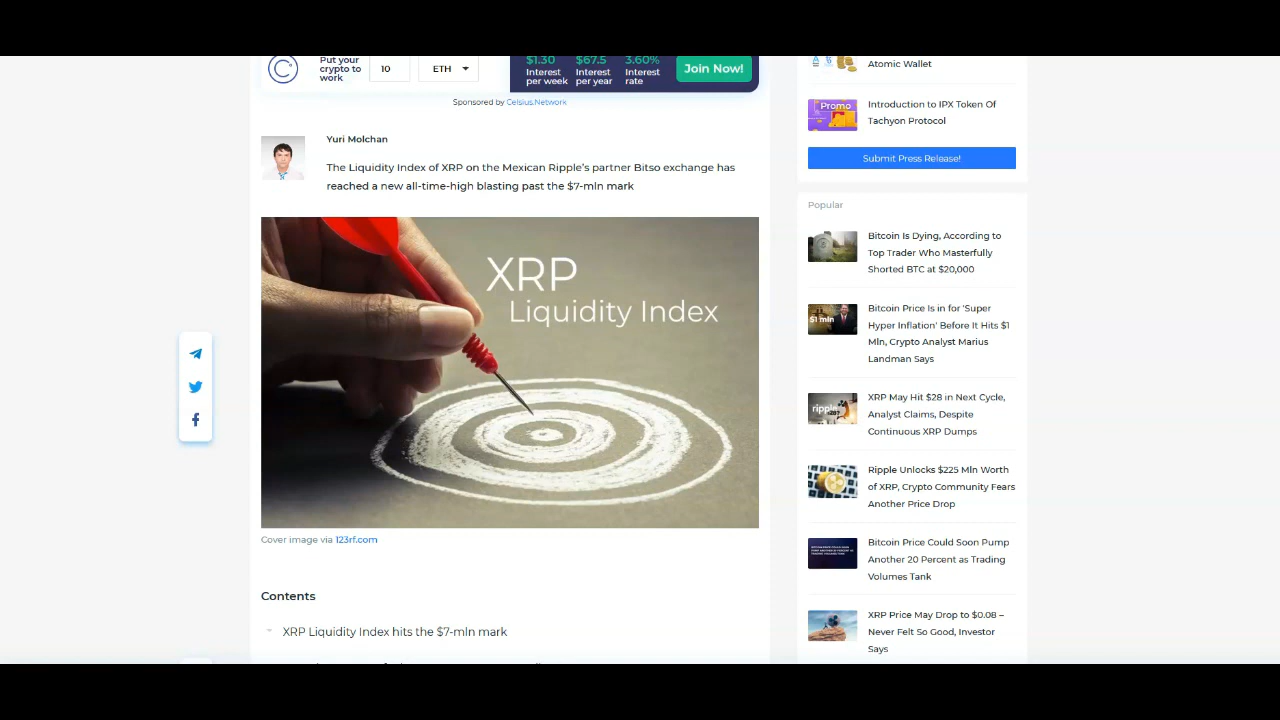 Put your
crypto to
work
10
ETH
$1.30
Interest
per week
$67.5
Interest
per year
3.60%
Interest
rate
Join Now!
Sponsored by Celsius.Network
Yuri Molchan
The Liquidity Index of XRP on the Mexican Ripple's partner Bitso exchange has
reached a new all-time-high blasting past the $7-mln mark
XRP
Liquidity Index
Cover image via 123rf.com
Contents
XRP Liquidity Index hits the $7-mln mark
Atomic Wallet
Promo
Introduction to IPX Token Of
Tachyon Protocol
Submit Press Release!
Popular
Bitcoin Is Dying, According to
Top Trader Who Masterfully
Shorted BTC at $20,000
$1 mln
Bitcoin Price Is in for 'Super
Hyper Inflation' Before It Hits $1
Mln, Crypto Analyst Marius
Landman Says
ripple
XRP May Hit $28 in Next Cycle,
Analyst Claims, Despite
Continuous XRP Dumps
Ripple Unlocks $225 Mln Worth
of XRP, Crypto Community Fears
Another Price Drop
Bitcoin Price Could Soon Pump
Another 20 Percent as Trading
Volumes Tank
XRP Price May Drop to $0.08 –
Never Felt So Good, Investor
Says